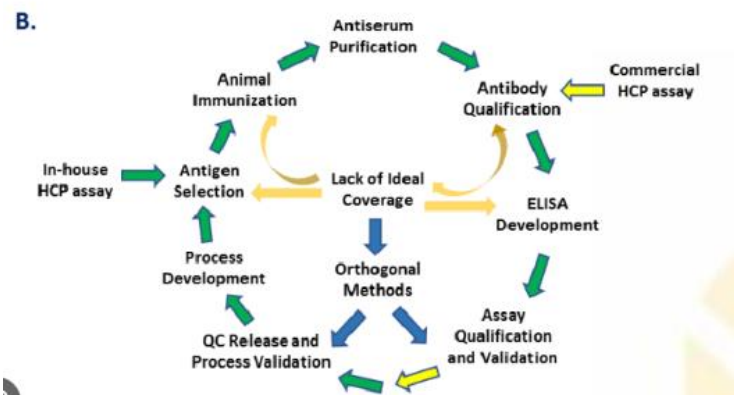 B.
Antiserum
Purification
Animal
Immunization
Antibody
Qualification
Commercial
HCP assay
In-house
HCP assay
Antigen
Selection
Lack of Ideal
Coverage
ELISA
Development
Process
Development
Orthogonal
Methods
QC Release and
Process Validation
Assay
Qualification
and Validation